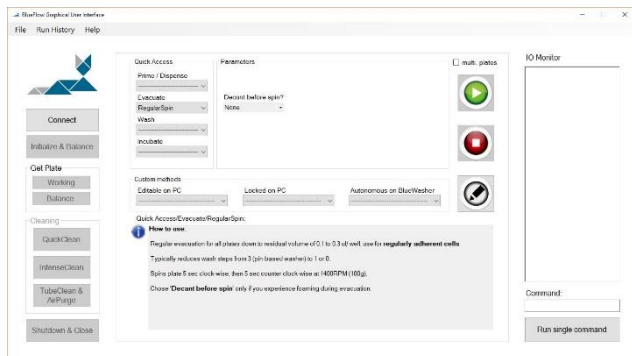 BlueFlow Graphical User Interface
File Run History Help
Quick Access
Parameters
multi. plates
IO Monitor
Prime / Dispense
Evacuate
RegularSpin
Decant before spin?
None
Wash
Incubate
Connect
Initialize & Balance
Get Plate
Working
Balance
Custom methods
Editable on PC
Locked on PC
Autonomous on BlueWasher
Cleaning
QuickClean
IntenseClean
TubeClean &
AirPurge
Shutdown & Close
Quick Access/Evacuate/RegularSpin:
How to use:
Regular evacuation for all plates down to residual volume of 0.1 to 0.3 ul/ well, use for regularly adherent cells
Typically reduces wash steps from 3 (pin based washer) to 1 or 0.
Spins plate 5 sec clock wise, then 5 sec counter clock wise at 1400RPM (180g).
Chose 'Decant before spin' only if you experience foaming during evacuation.
Command:
Run single command